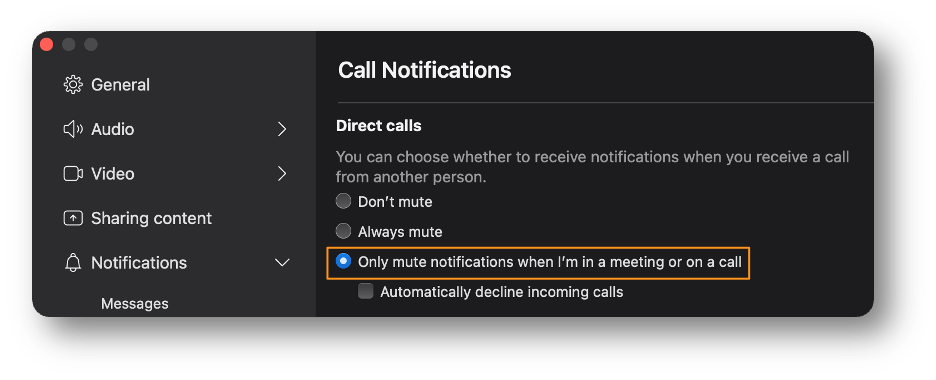 General
Audio
Video
Sharing content
Notifications
Messages
Call Notifications
Direct calls
You can choose whether to receive notifications when you receive a call
from another person.
Don't mute
Always mute
Only mute notifications when I'm in a meeting or on a call
Automatically decline incoming calls